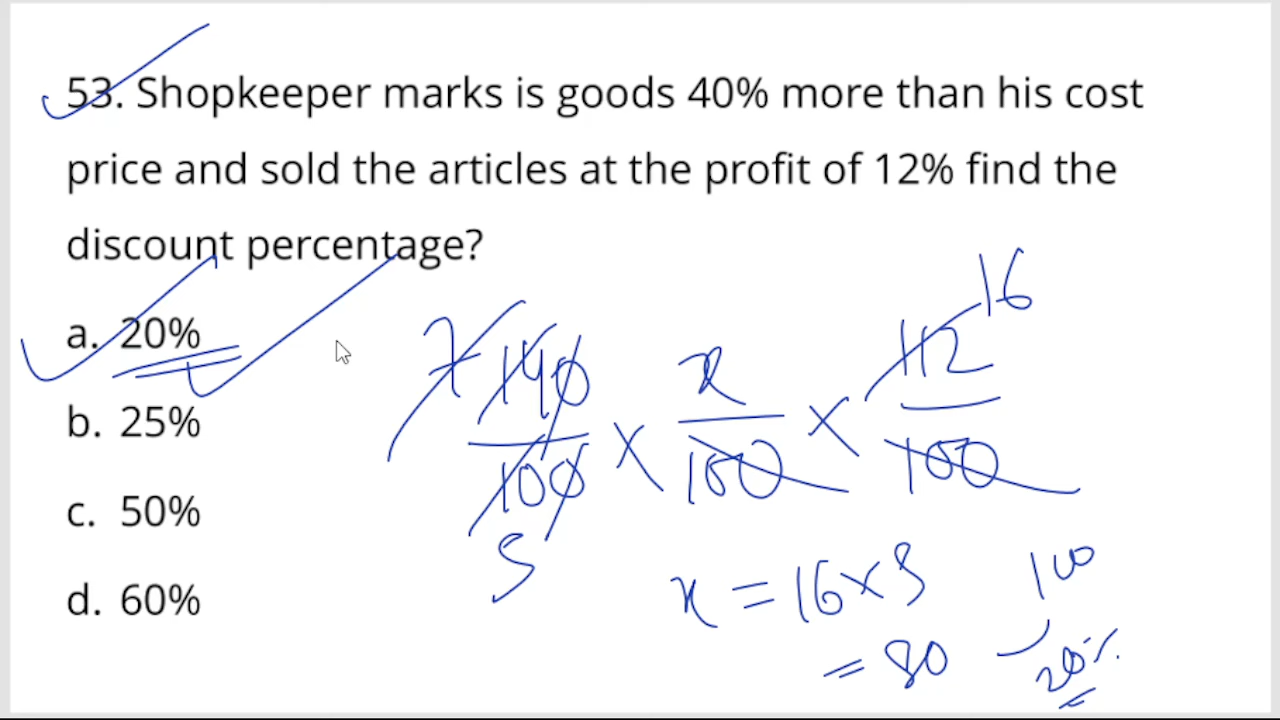 53. Shopkeeper marks is goods 40% more than his cost
price and sold the articles at the profit of 12% find the
discount percentage?
a. 20%
b. 25%
c. 50%
d. 60%
16
7 140 x 112
100 × 100 × 100
5
x = 16×5
= 80
100
20%